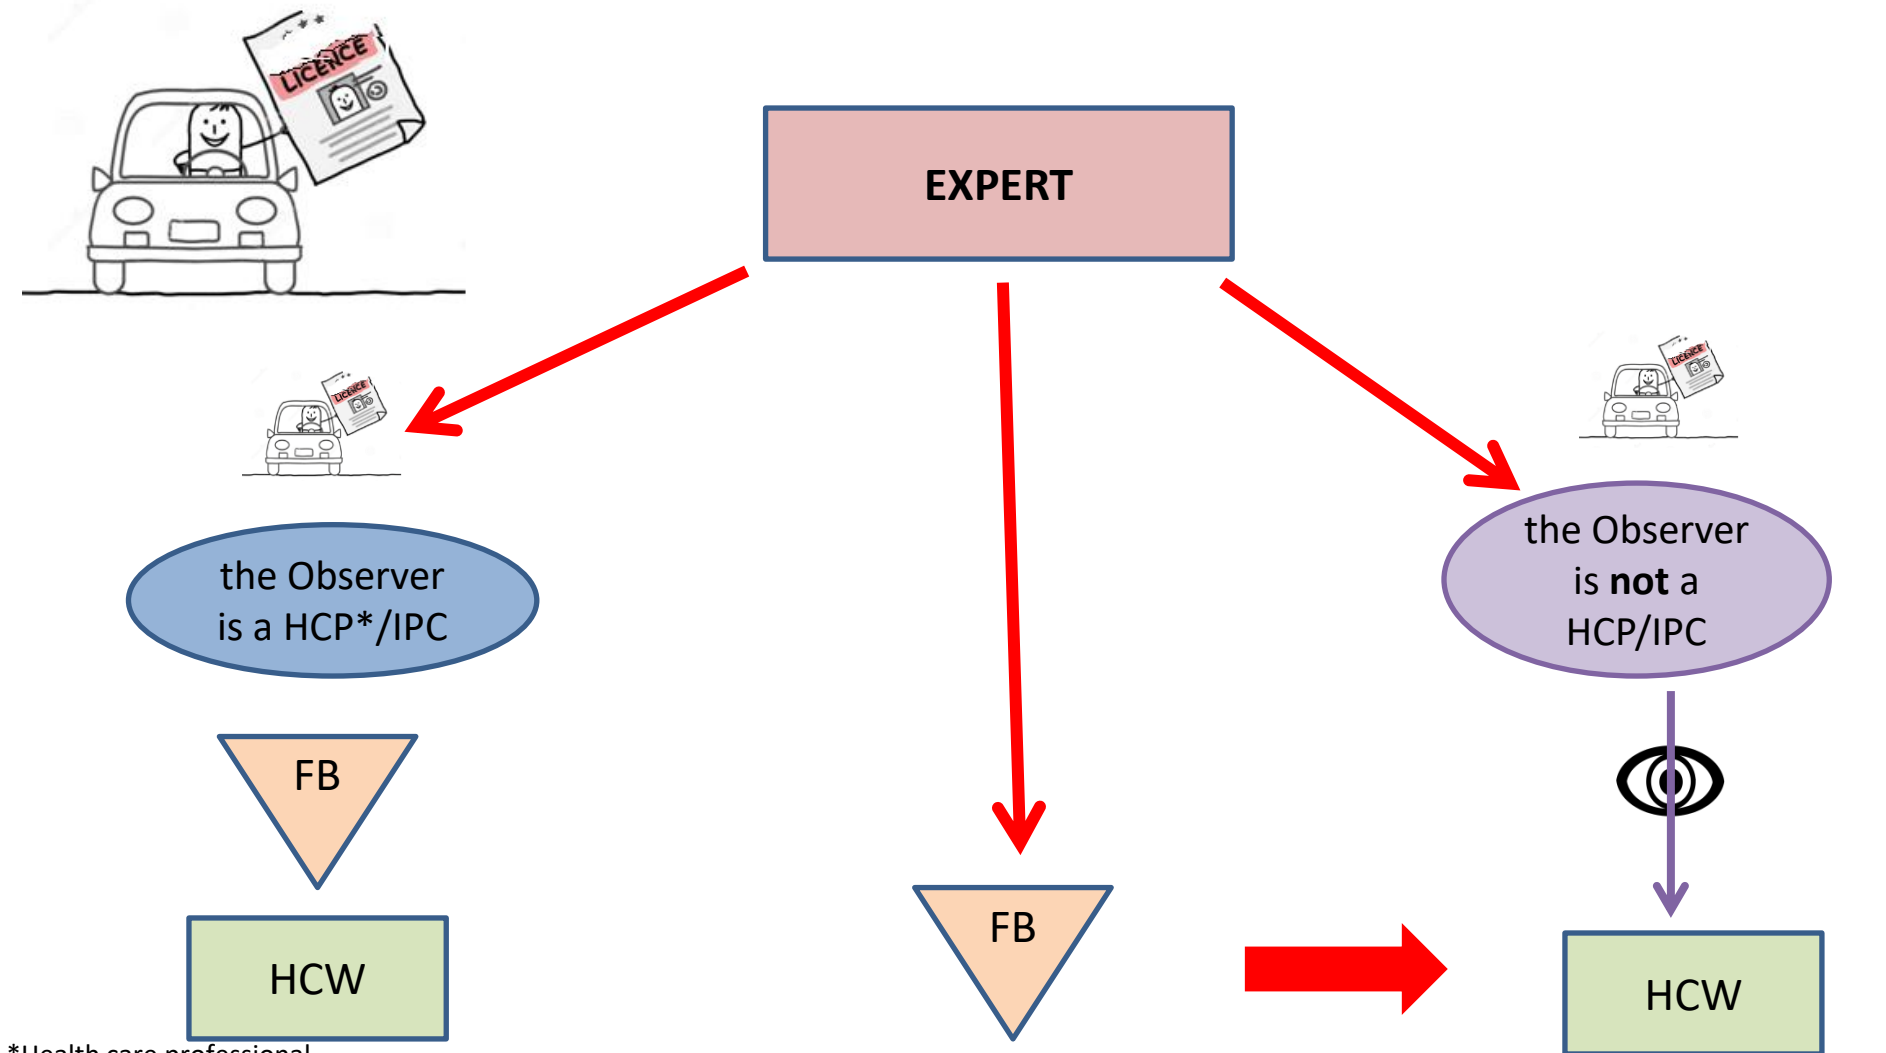 LICENCE
EXPERT
LICENCE
LICENCE
the Observer
is a HCP*/IPC
the Observer
is **not** a
HCP/IPC
FB
FB
HCW
HCW
*Health care professional